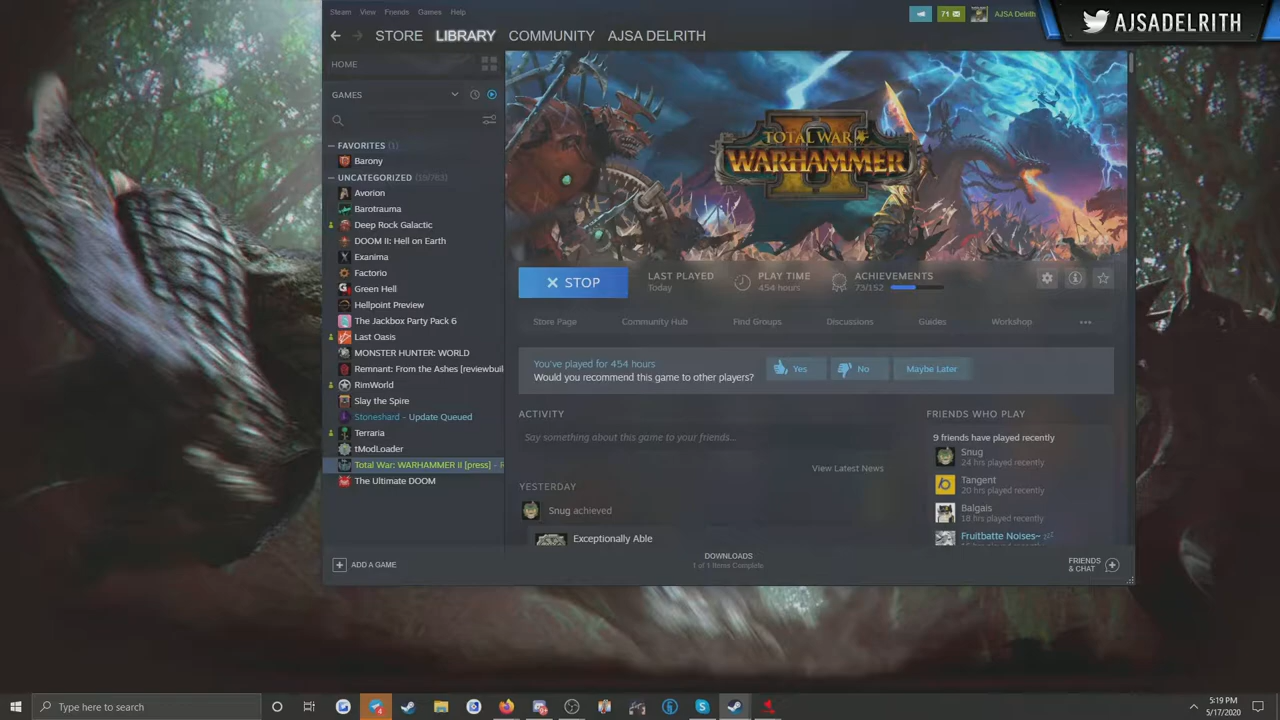 Steam View Friends Games Help
71
AJSA Delrith
AJSADELRITH
STORE LIBRARY COMMUNITY AJSA DELRITH
HOME
GAMES
FAVORITES (1)
Barony
UNCATEGORIZED
Avorion
Barotrauma
Deep Rock Galactic
DOOM II: Hell on Earth
Exanima
Factorio
Green Hell
Hellpoint Preview
The Jackbox Party Pack 6
Last Oasis
MONSTER HUNTER: WORLD
Remnant: From the Ashes [reviewbuil
RimWorld
Slay the Spire
Stoneshard - Update Queued
Terraria
tModLoader
Total War: WARHAMMER II [press] - R
The Ultimate DOOM
ADD A GAME
TOTAL WAR
WARHAMMER
II
STOP
LAST PLAYED
Today
PLAY TIME
454 hours
ACHIEVEMENTS
73/152
Store Page Community Hub Find Groups Discussions Guides Workshop
You've played for 454 hours
Would you recommend this game to other players?
Yes
No
Maybe Later
ACTIVITY
Say something about this game to your friends...
View Latest News
YESTERDAY
Snug achieved
Exceptionally Able
FRIENDS WHO PLAY
9 friends have played recently
Snug
24 hrs played recently
Tangent
20 hrs played recently
Balgais
18 hrs played recently
Fruitbatte Noises~
DOWNLOADS
1 of 1 Items Complete
FRIENDS
& CHAT
Type here to search
4
5:19 PM
5/17/2020